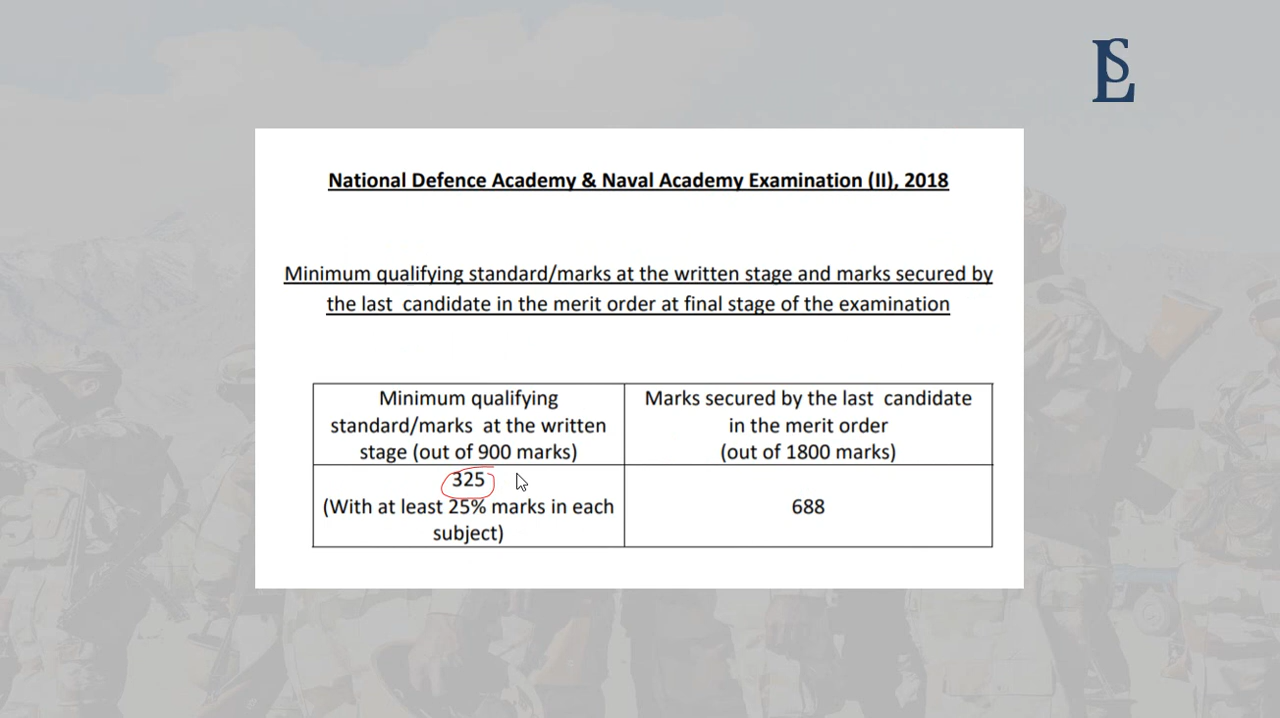 LS
National Defence Academy & Naval Academy Examination (II), 2018
Minimum qualifying standard/marks at the written stage and marks secured by
the last candidate in the merit order at final stage of the examination
Minimum qualifying
standard/marks at the written
stage (out of 900 marks)
Marks secured by the last candidate
in the merit order
(out of 1800 marks)
325
(With at least 25% marks in each
subject)
688